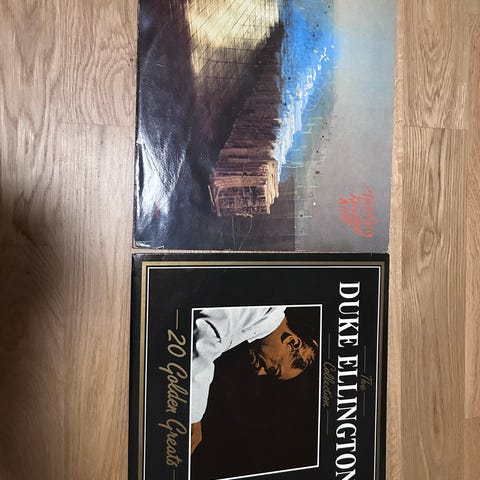 The
DUKE ELLINGTON
Collection
20 Golden Greats